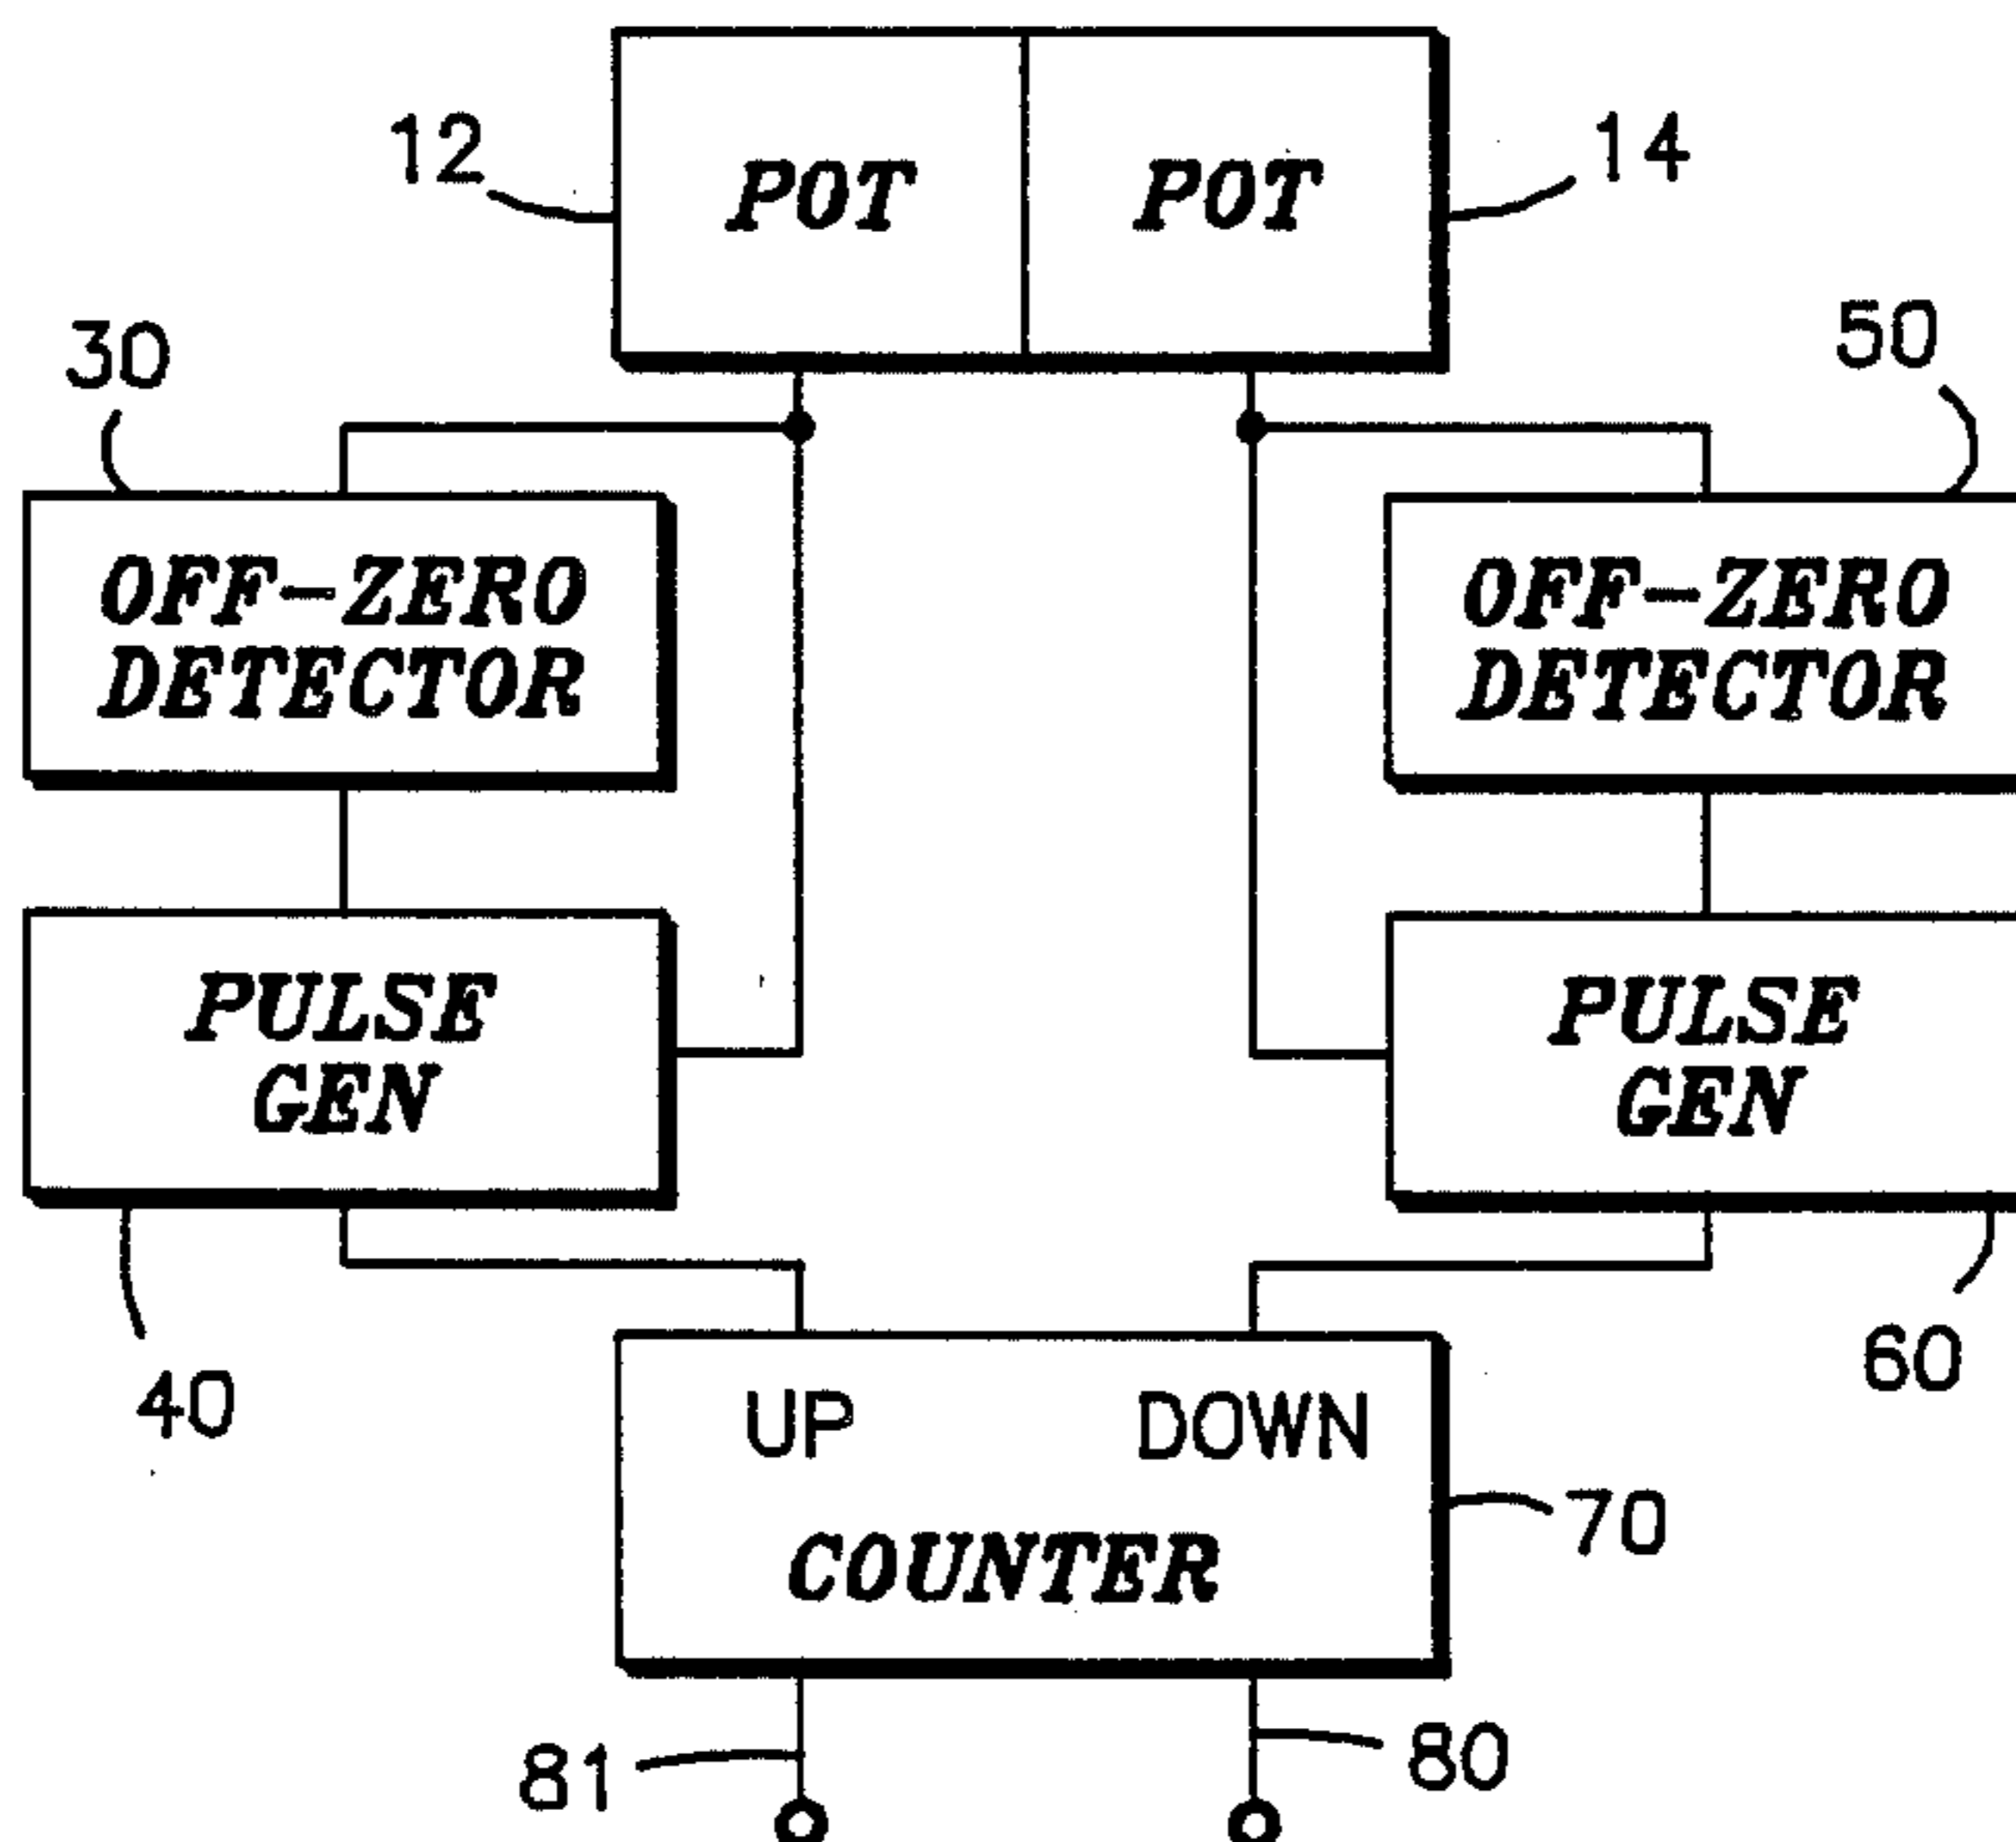 12
POT
POT
14
30
50
OFF-ZERO
DETECTOR
OFF-ZERO
DETECTOR
PULSE
GEN
PULSE
GEN
40
60
UP
DOWN
COUNTER
70
81
80